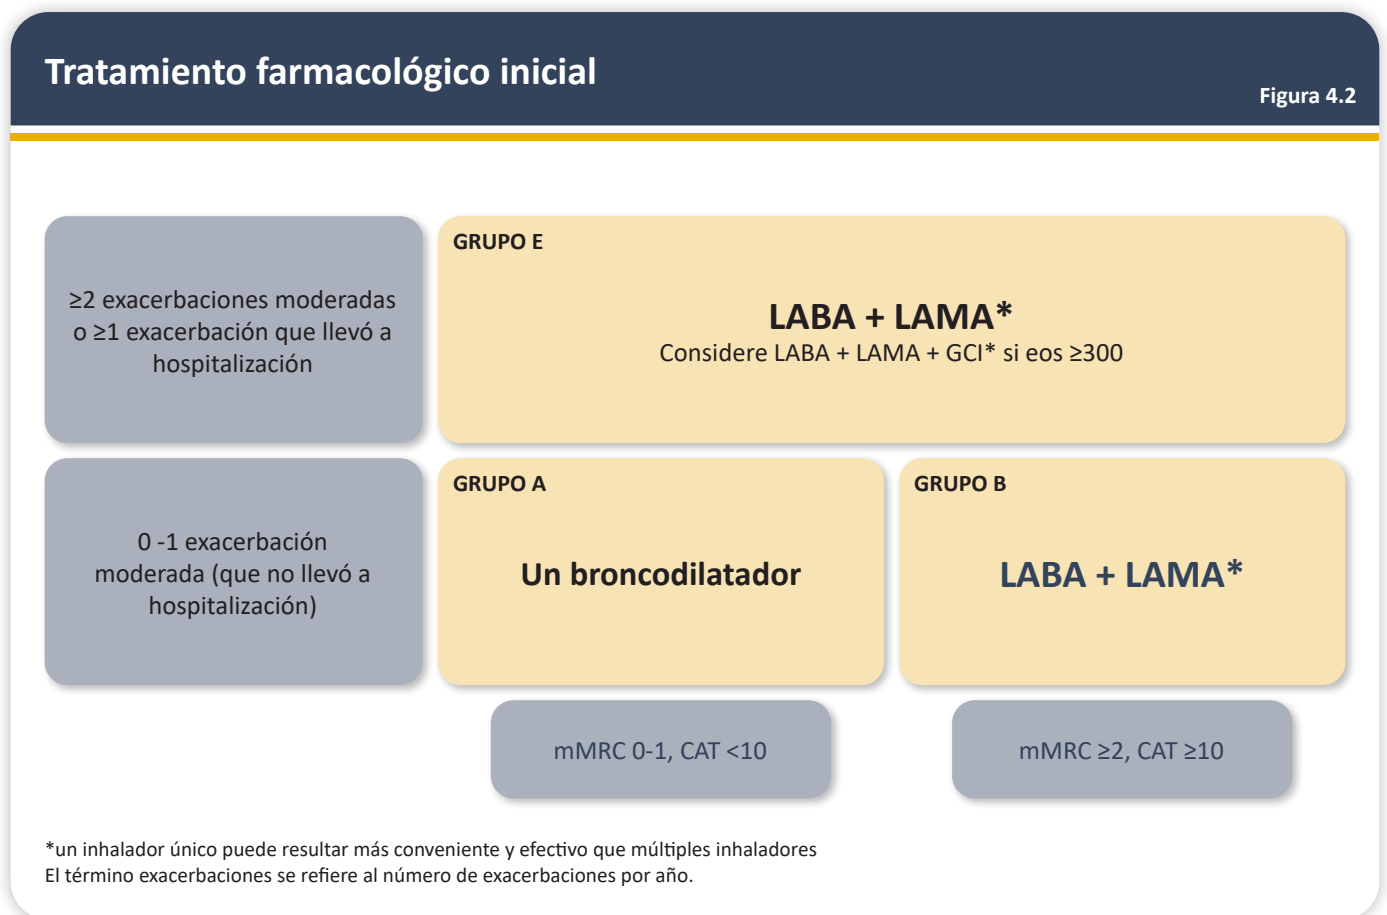 Tratamiento farmacológico inicial
Figura 4.2
≥2 exacerbaciones moderadas
o ≥1 exacerbación que llevó a
hospitalización
GRUPO E
LABA + LAMA*
Considere LABA + LAMA + GCI* si eos ≥300
0 -1 exacerbación
moderada (que no llevó a
hospitalización)
GRUPO A
Un broncodilatador
GRUPO B
LABA + LAMA*
mMRC 0-1, CAT <10
mMRC ≥2, CAT ≥10
*un inhalador único puede resultar más conveniente y efectivo que múltiples inhaladores
El término exacerbaciones se refiere al número de exacerbaciones por año.